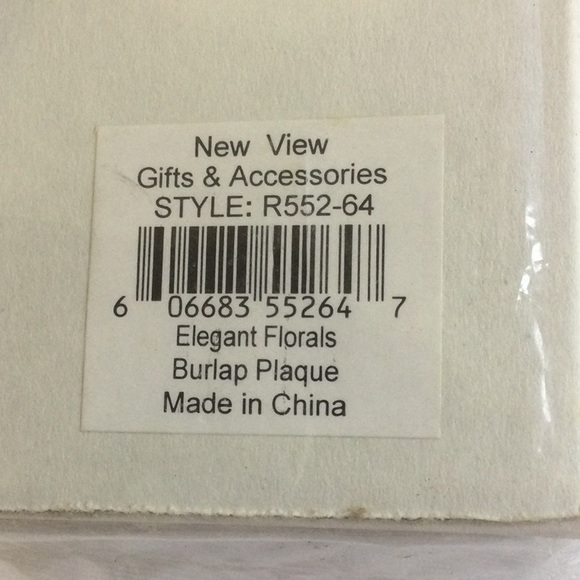 New View
Gifts & Accessories
STYLE: R552-64
6 06683 55264 7
Elegant Florals
Burlap Plaque
Made in China